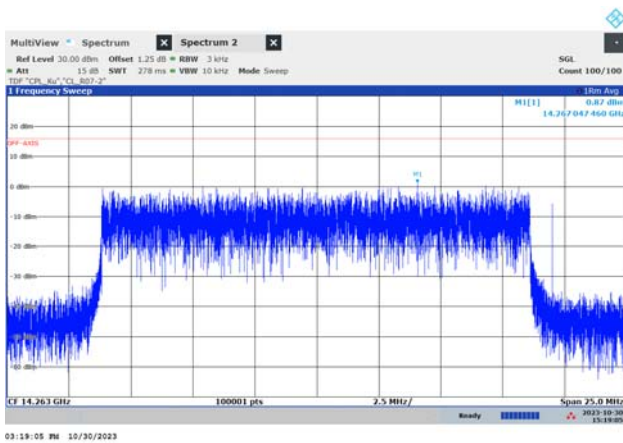 MultiView Spectrum X Spectrum 2 X
Ref Level 30.00 dBm Offset 1.25 dB RBW 3 kHz SGL
Att 15 dB SWT 278 ms VBW 10 kHz Mode Sweep Count 100/100
TDF "CPL_Ku","CL_R07-2"
1 Frequency Sweep 1Rm Avg
M1[1] 0.87 dBm
14.267 047 460 GHz
20 dBm
OFF-AXIS
10 dBm
M1
0 dBm
-10 dBm
-20 dBm
-30 dBm
CF 14.263 GHz 100001 pts 2.5 MHz/ Span 25.0 MHz
Ready 2023-10-30
15:19:05
03:19:05 PM 10/30/2023